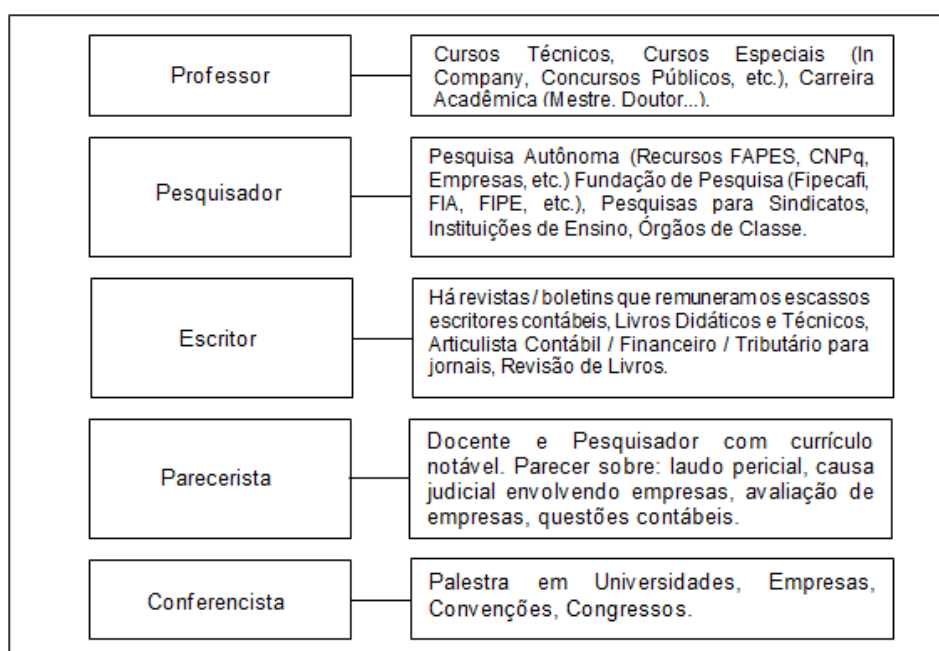 Professor
Cursos Técnicos, Cursos Especiais (In
Company, Concursos Públicos, etc.), Carreira
Acadêmica (Mestre, Doutor...).
Pesquisador
Pesquisa Autônoma (Recursos FAPES, CNPq,
Empresas, etc.) Fundação de Pesquisa (Fipecafi,
FIA, FIPE, etc.), Pesquisas para Sindicatos,
Instituições de Ensino, Órgãos de Classe.
Escritor
Há revistas / boletins que remuneram os escassos
escritores contábeis, Livros Didáticos e Técnicos,
Articulista Contábil / Financeiro / Tributário para
jornais, Revisão de Livros.
Parecerista
Docente e Pesquisador com currículo
notável. Parecer sobre: laudo pericial, causa
judicial envolvendo empresas, avaliação de
empresas, questões contábeis.
Conferencista
Palestra em Universidades, Empresas,
Convenções, Congressos.